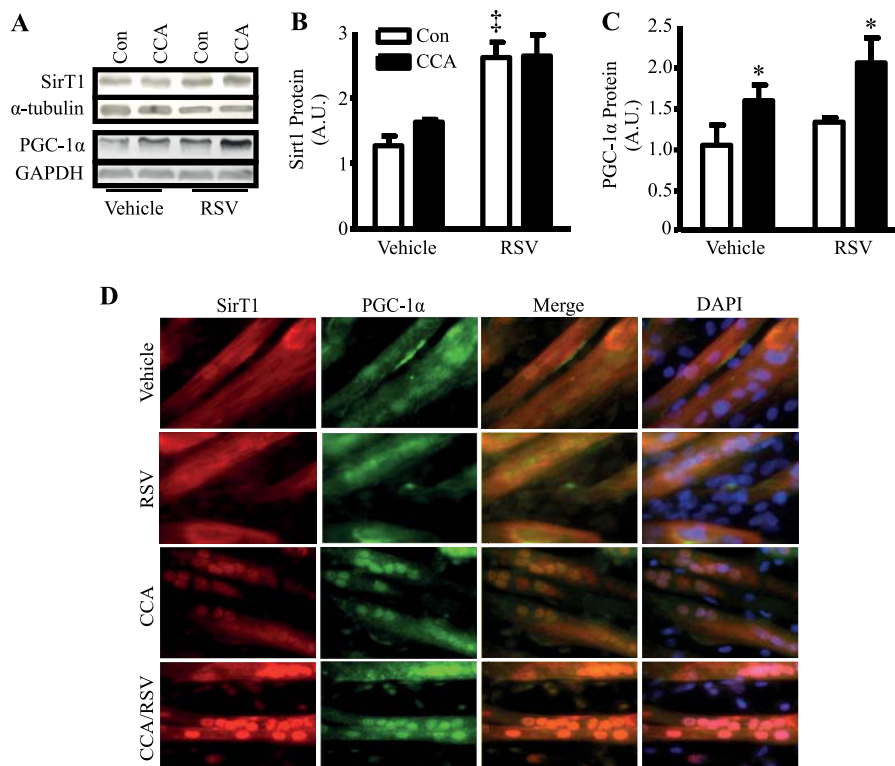 A
Con
CCA
Con
CCA
SirT1
α-tubulin
PGC-1α
GAPDH
Vehicle
RSV
B
Sirt1 Protein
(A.U.)
3
2
1
0
‡
Con
CCA
Vehicle
RSV
C
PGC-1α Protein
(A.U.)
2.5
2.0
1.5
1.0
0.5
0.0
*
*
Vehicle
RSV
D
SirT1
PGC-1α
Merge
DAPI
Vehicle
RSV
CCA
CCA/RSV